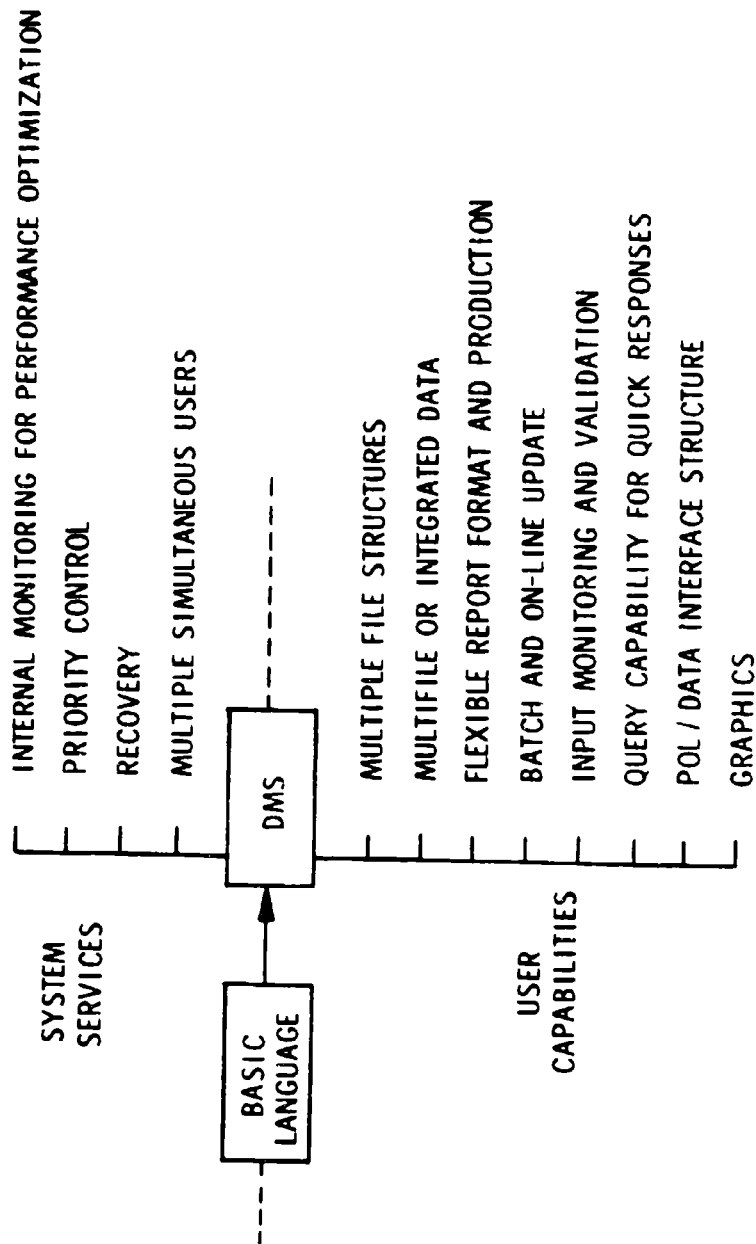 SYSTEM
SERVICES
INTERNAL MONITORING FOR PERFORMANCE OPTIMIZATION
PRIORITY CONTROL
RECOVERY
MULTIPLE SIMULTANEOUS USERS
BASIC
LANGUAGE
DMS
USER
CAPABILITIES
MULTIPLE FILE STRUCTURES
MULTIFILE OR INTEGRATED DATA
FLEXIBLE REPORT FORMAT AND PRODUCTION
BATCH AND ON-LINE UPDATE
INPUT MONITORING AND VALIDATION
QUERY CAPABILITY FOR QUICK RESPONSES
POL / DATA INTERFACE STRUCTURE
GRAPHICS